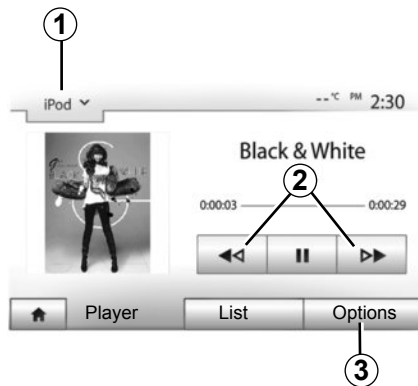 1
iPod
--°C PM 2:30
Black & White
2
0:00:03 0:00:29
Player List Options
3